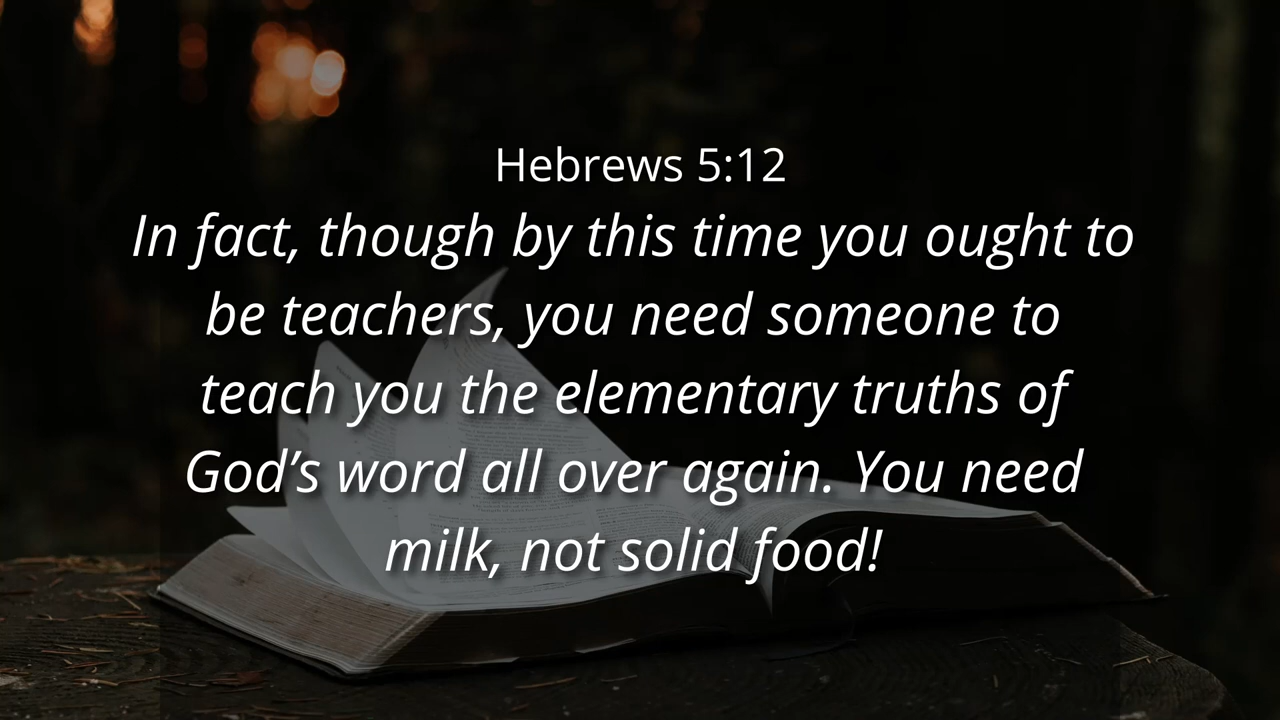 Hebrews 5:12
In fact, though by this time you ought to
be teachers, you need someone to
teach you the elementary truths of
God’s word all over again. You need
milk, not solid food!